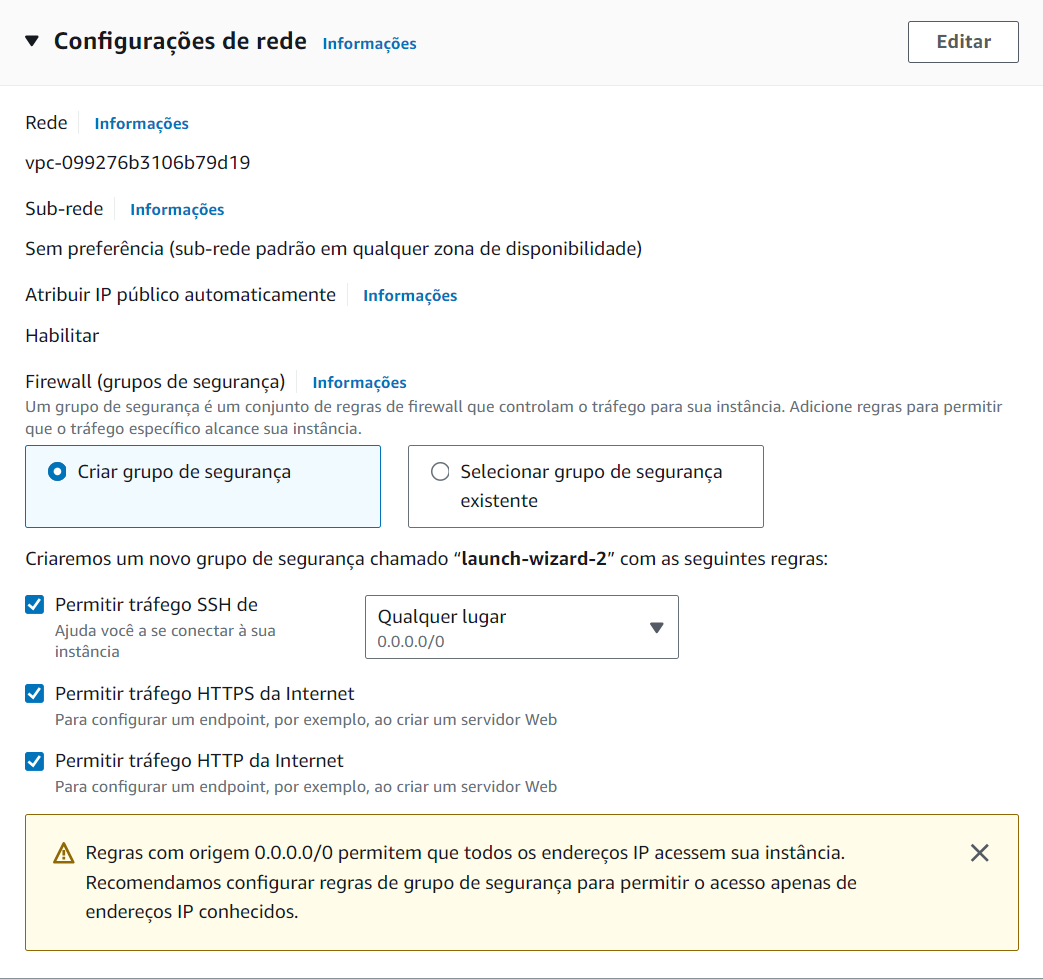 Configurações de rede Informações Editar
Rede Informações
vpc-099276b3106b79d19
Sub-rede Informações
Sem preferência (sub-rede padrão em qualquer zona de disponibilidade)
Atribuir IP público automaticamente Informações
Habilitar
Firewall (grupos de segurança) Informações
Um grupo de segurança é um conjunto de regras de firewall que controlam o tráfego para sua instância. Adicione regras para permitir
que o tráfego específico alcance sua instância.
Criar grupo de segurança
Selecionar grupo de segurança
existente
Criaremos um novo grupo de segurança chamado “launch-wizard-2” com as seguintes regras:
Permitir tráfego SSH de
Ajuda você a se conectar à sua
instância
Qualquer lugar
0.0.0.0/0
Permitir tráfego HTTPS da Internet
Para configurar um endpoint, por exemplo, ao criar um servidor Web
Permitir tráfego HTTP da Internet
Para configurar um endpoint, por exemplo, ao criar um servidor Web
Regras com origem 0.0.0.0/0 permitem que todos os endereços IP acessem sua instância.
Recomendamos configurar regras de grupo de segurança para permitir o acesso apenas de
endereços IP conhecidos.